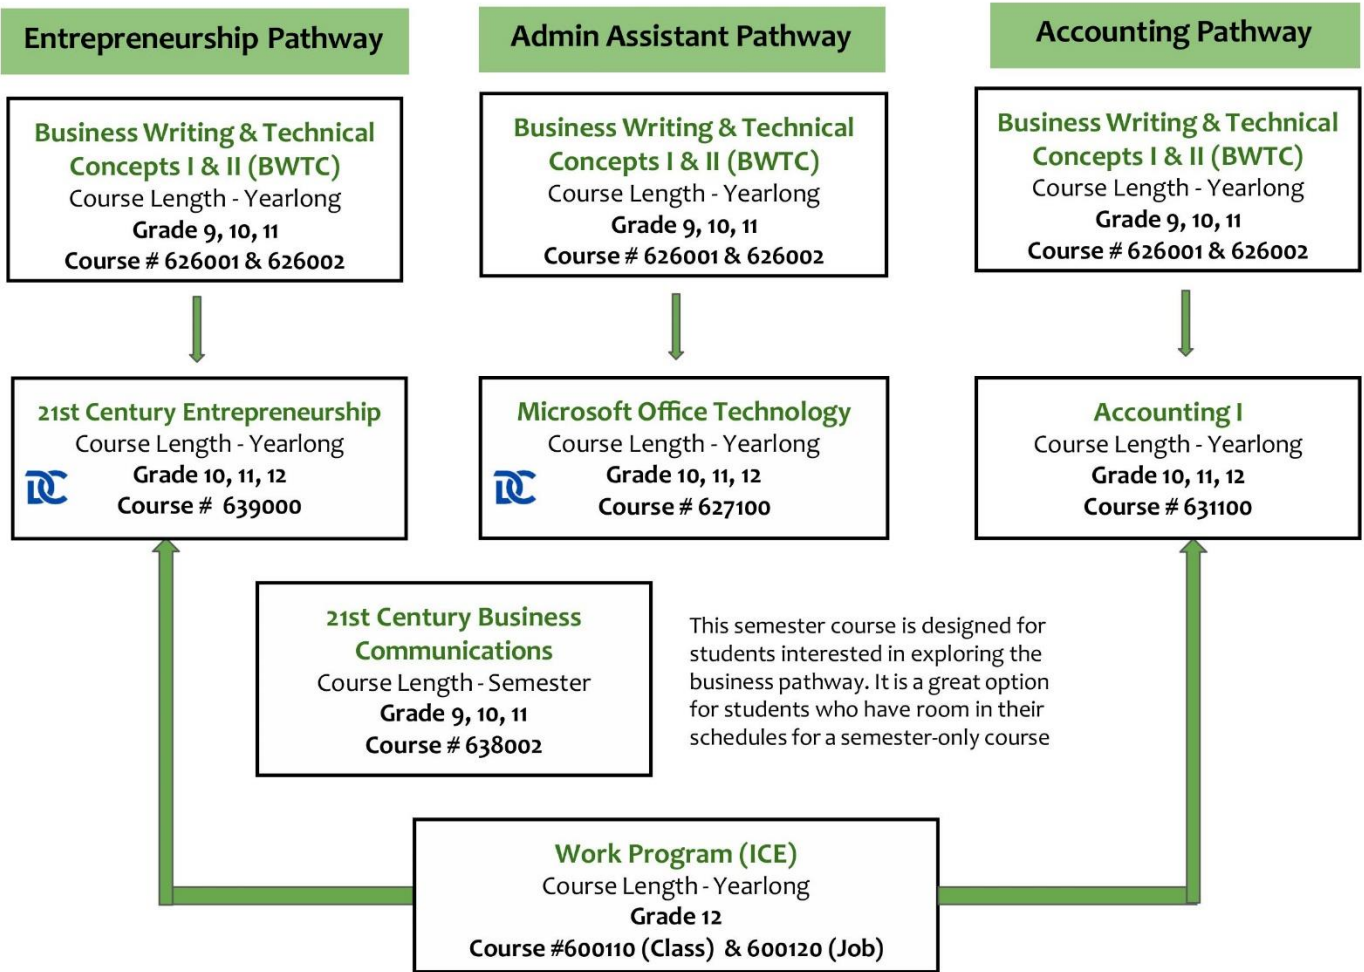 Entrepreneurship Pathway
Admin Assistant Pathway
Accounting Pathway
Business Writing & Technical
Concepts I & II (BWTC)
Course Length - Yearlong
Grade 9, 10, 11
Course # 626001 & 626002
Business Writing & Technical
Concepts I & II (BWTC)
Course Length - Yearlong
Grade 9, 10, 11
Course # 626001 & 626002
Business Writing & Technical
Concepts I & II (BWTC)
Course Length - Yearlong
Grade 9, 10, 11
Course # 626001 & 626002
21st Century Entrepreneurship
Course Length - Yearlong
Grade 10, 11, 12
DC
Course # 639000
Microsoft Office Technology
Course Length - Yearlong
Grade 10, 11, 12
DC
Course # 627100
Accounting I
Course Length - Yearlong
Grade 10, 11, 12
Course # 631100
21st Century Business
Communications
Course Length - Semester
Grade 9, 10, 11
Course # 638002
This semester course is designed for
students interested in exploring the
business pathway. It is a great option
for students who have room in their
schedules for a semester-only course
Work Program (ICE)
Course Length - Yearlong
Grade 12
Course #600110 (Class) & 600120 (Job)